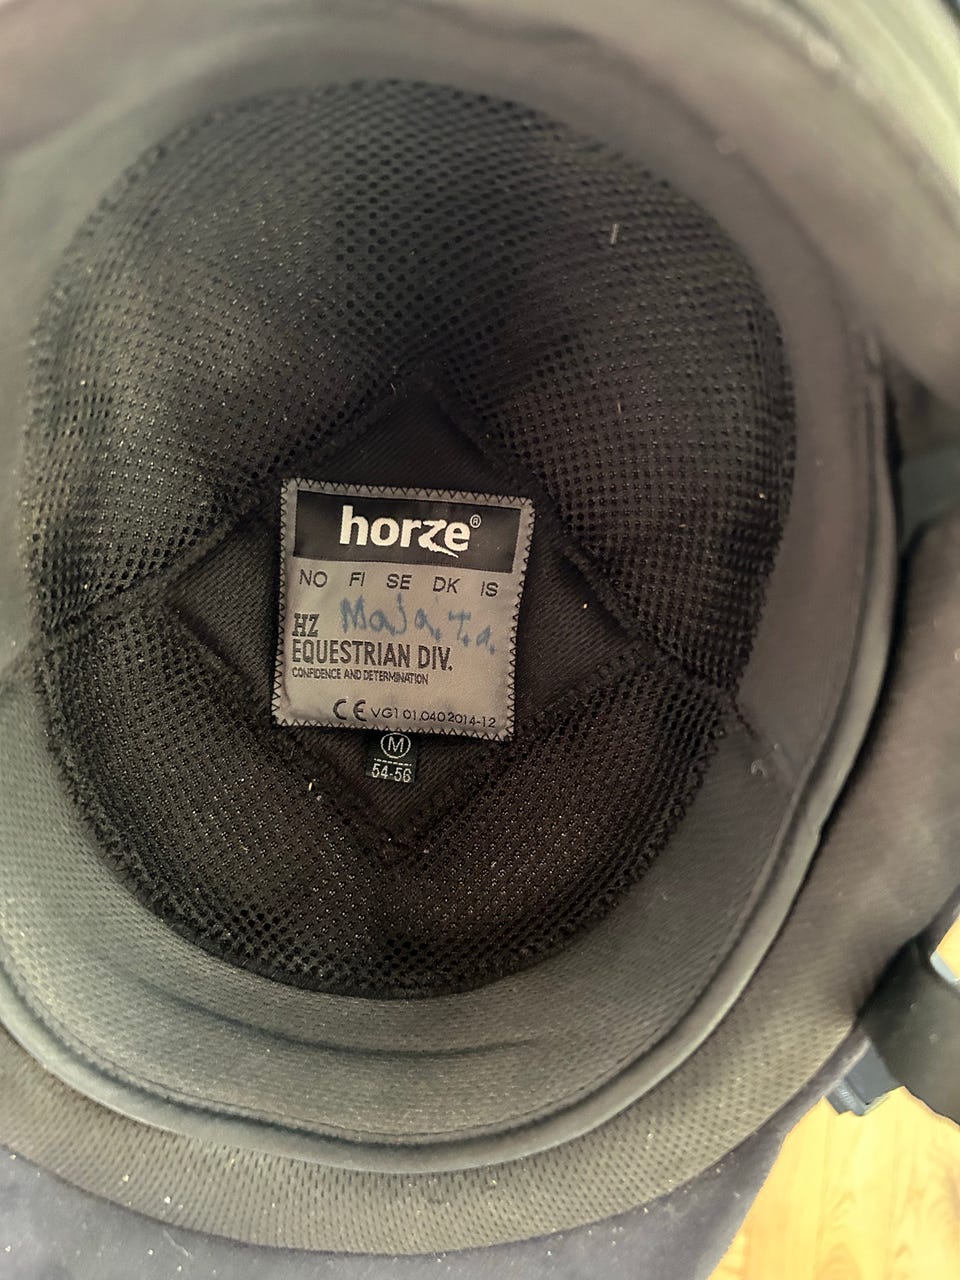 horze®
NO FI SE DK IS
Maja. T. a.
HZ
EQUESTRIAN DIV.
CONFIDENCE AND DETERMINATION
CE VG1 01.040 2014-12
M
54-56